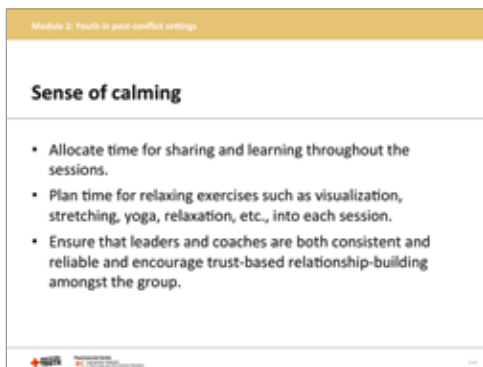 Module 2: Youth in post-conflict settings
Sense of calming
• Allocate time for sharing and learning throughout the
sessions.
• Plan time for relaxing exercises such as visualization,
stretching, yoga, relaxation, etc., into each session.
• Ensure that leaders and coaches are both consistent and
reliable and encourage trust-based relationship-building
amongst the group.